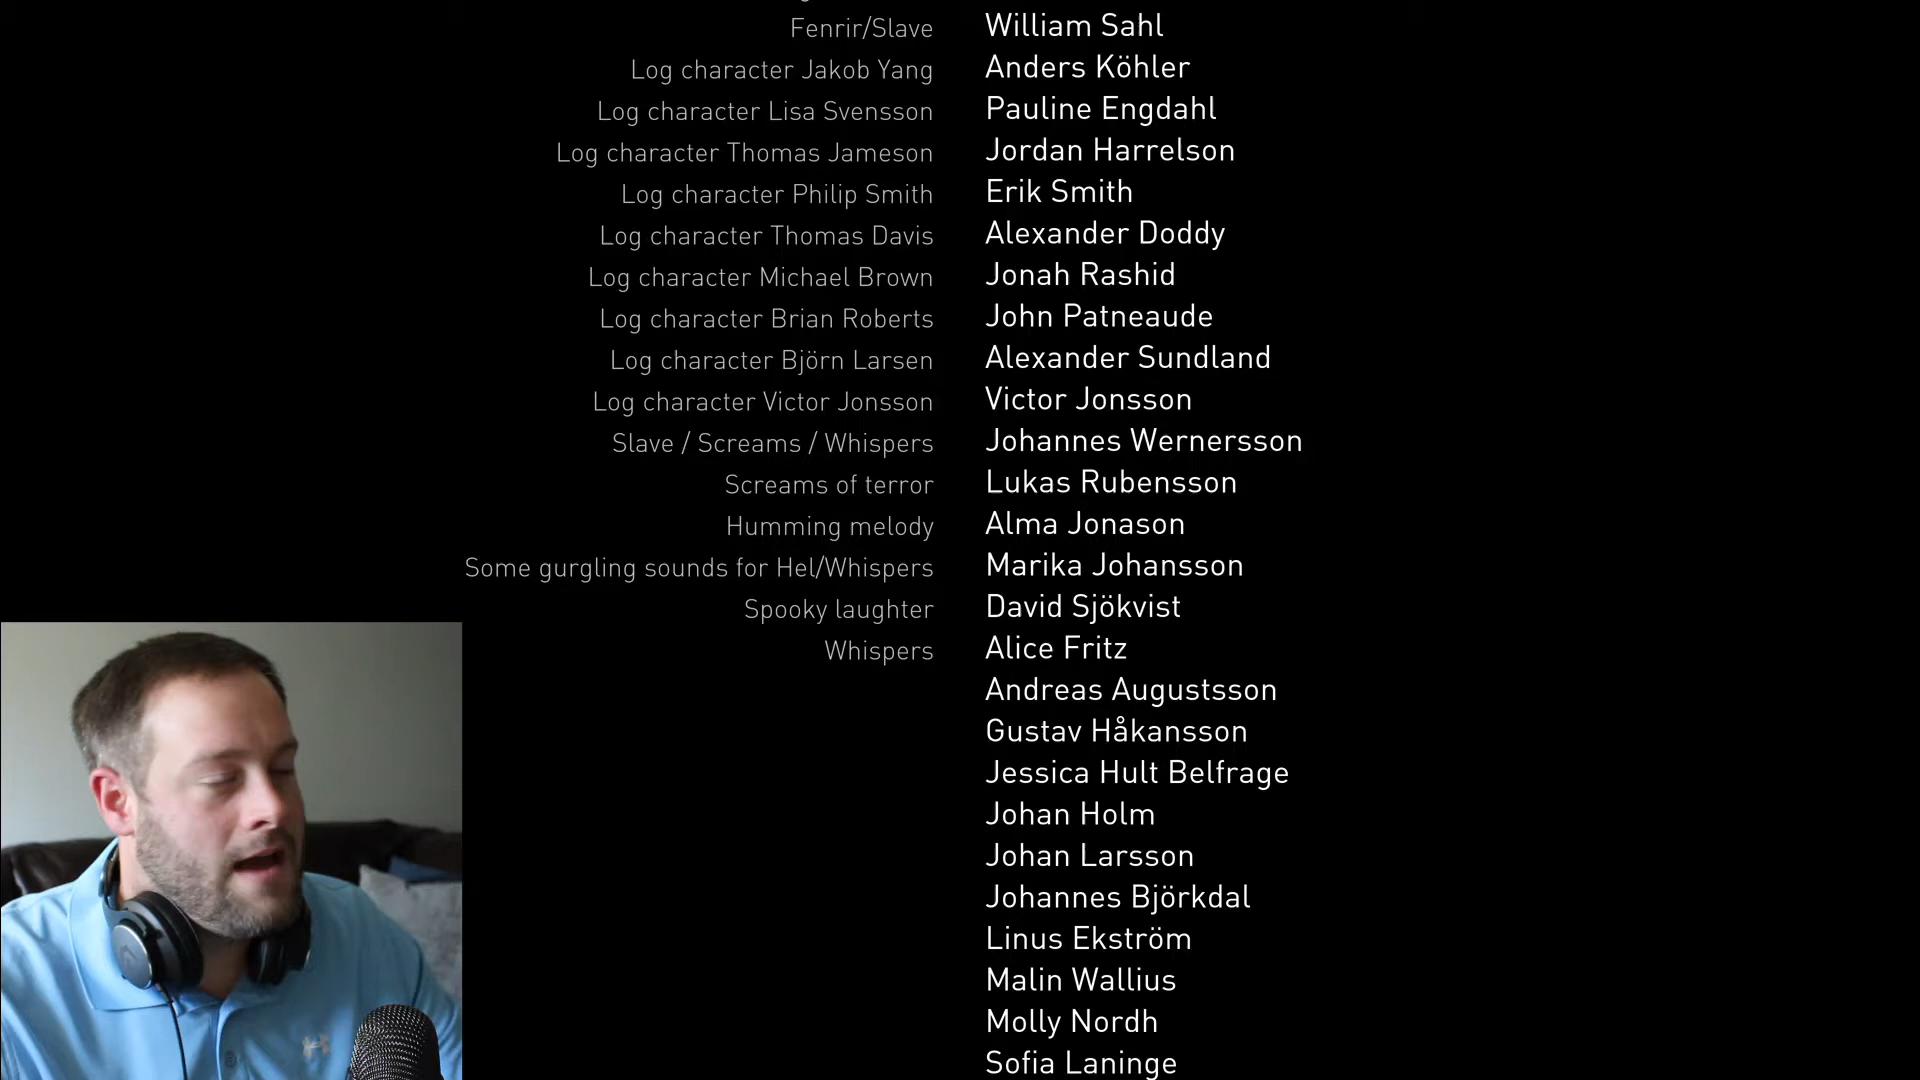 Fenrir/Slave William Sahl
Log character Jakob Yang Anders Köhler
Log character Lisa Svensson Pauline Engdahl
Log character Thomas Jameson Jordan Harrelson
Log character Philip Smith Erik Smith
Log character Thomas Davis Alexander Doddy
Log character Michael Brown Jonah Rashid
Log character Brian Roberts John Patneaude
Log character Björn Larsen Alexander Sundland
Log character Victor Jonsson Victor Jonsson
Slave / Screams / Whispers Johannes Wernersson
Screams of terror Lukas Rubensson
Humming melody Alma Jonason
Some gurgling sounds for Hel/Whispers Marika Johansson
Spooky laughter David Sjökvist
Whispers Alice Fritz
Andreas Augustsson
Gustav Håkansson
Jessica Hult Belfrage
Johan Holm
Johan Larsson
Johannes Björkdal
Linus Ekström
Malin Wallius
Molly Nordh
Sofia Laninge